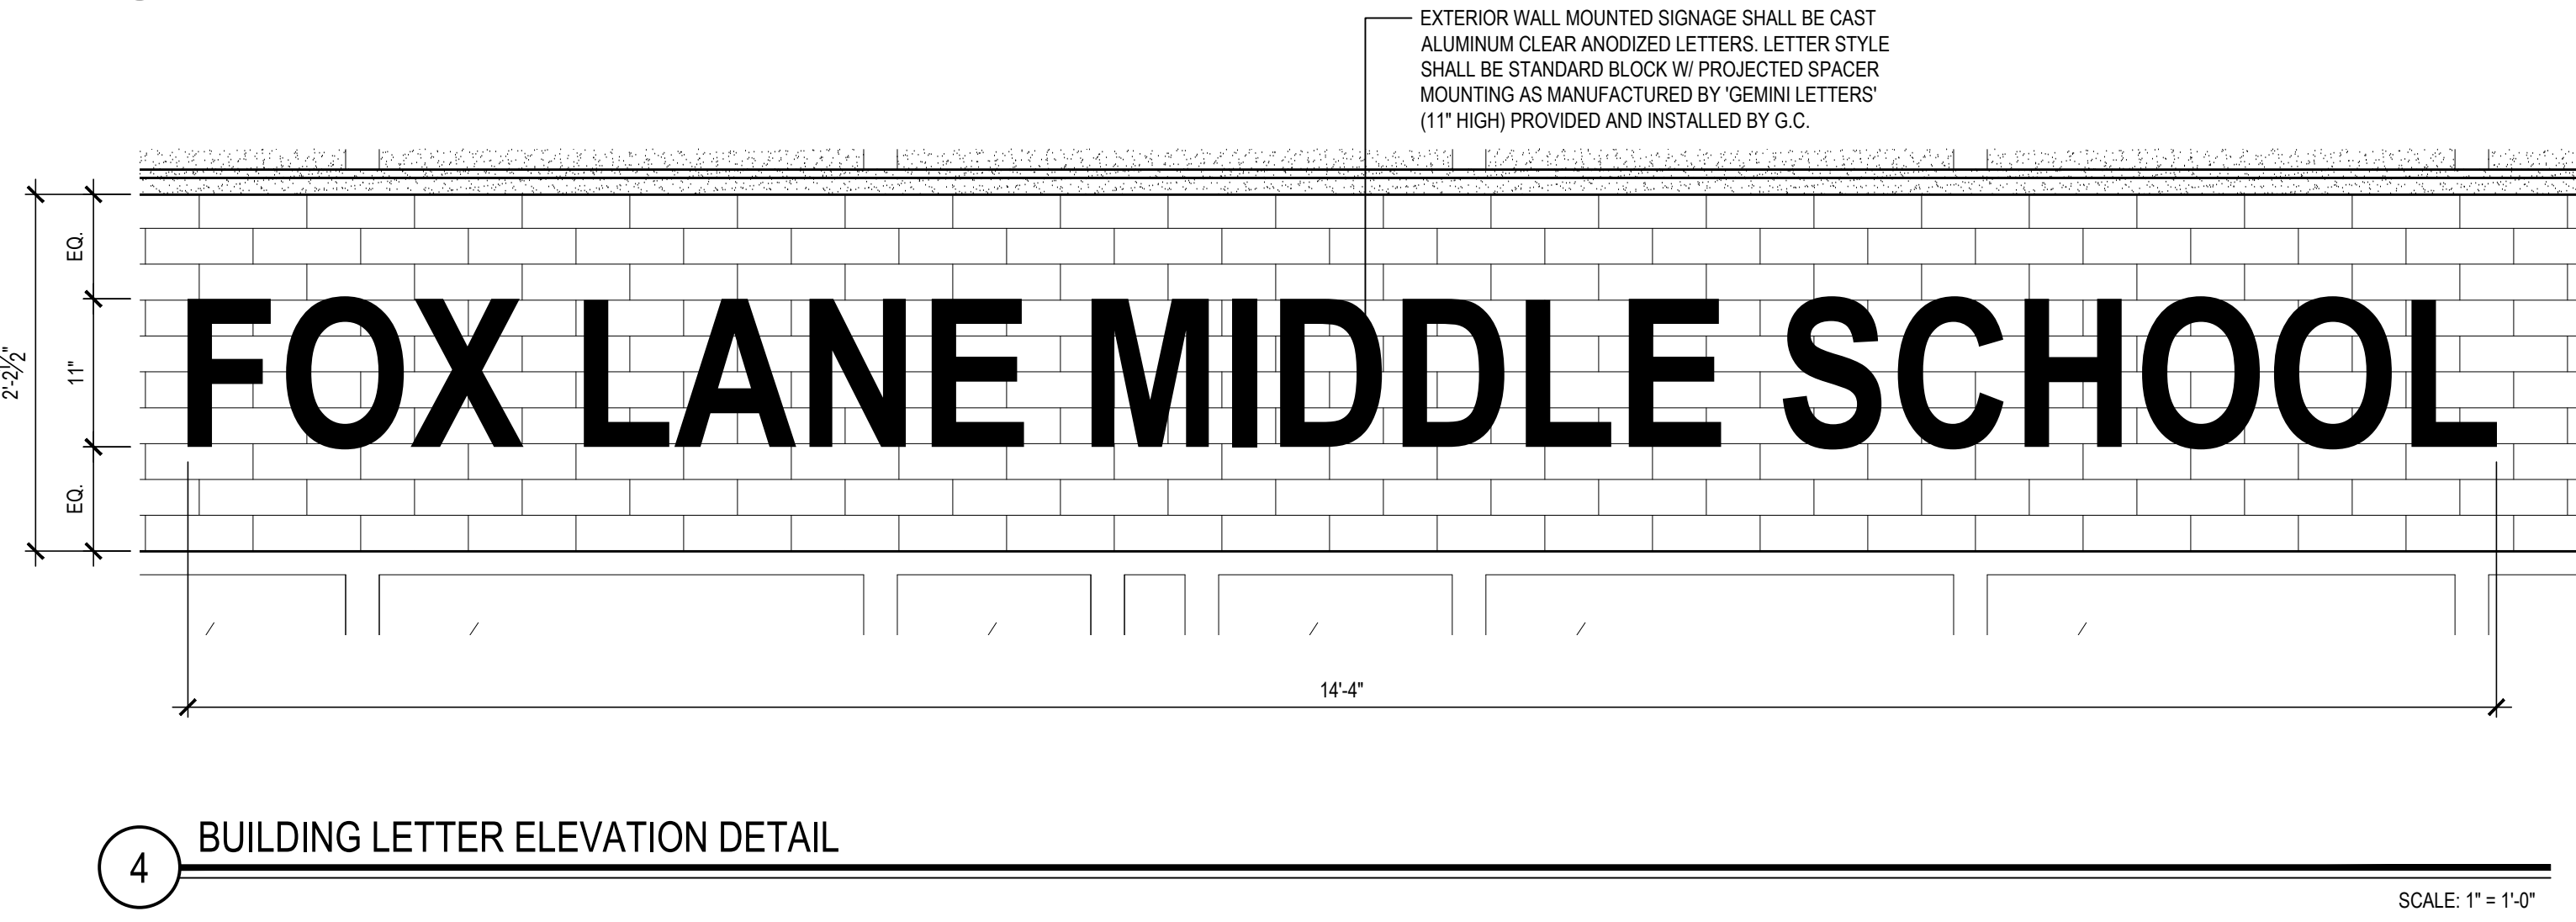 EXTERIOR WALL MOUNTED SIGNAGE SHALL BE CAST
ALUMINUM CLEAR ANODIZED LETTERS. LETTER STYLE
SHALL BE STANDARD BLOCK W/ PROJECTED SPACER
MOUNTING AS MANUFACTURED BY 'GEMINI LETTERS'
(11" HIGH) PROVIDED AND INSTALLED BY G.C.
EQ.
11"
EQ.
2'-2 1/2"
FOX LANE MIDDLE SCHOOL
14'-4"
4
BUILDING LETTER ELEVATION DETAIL
SCALE: 1" = 1'-0"